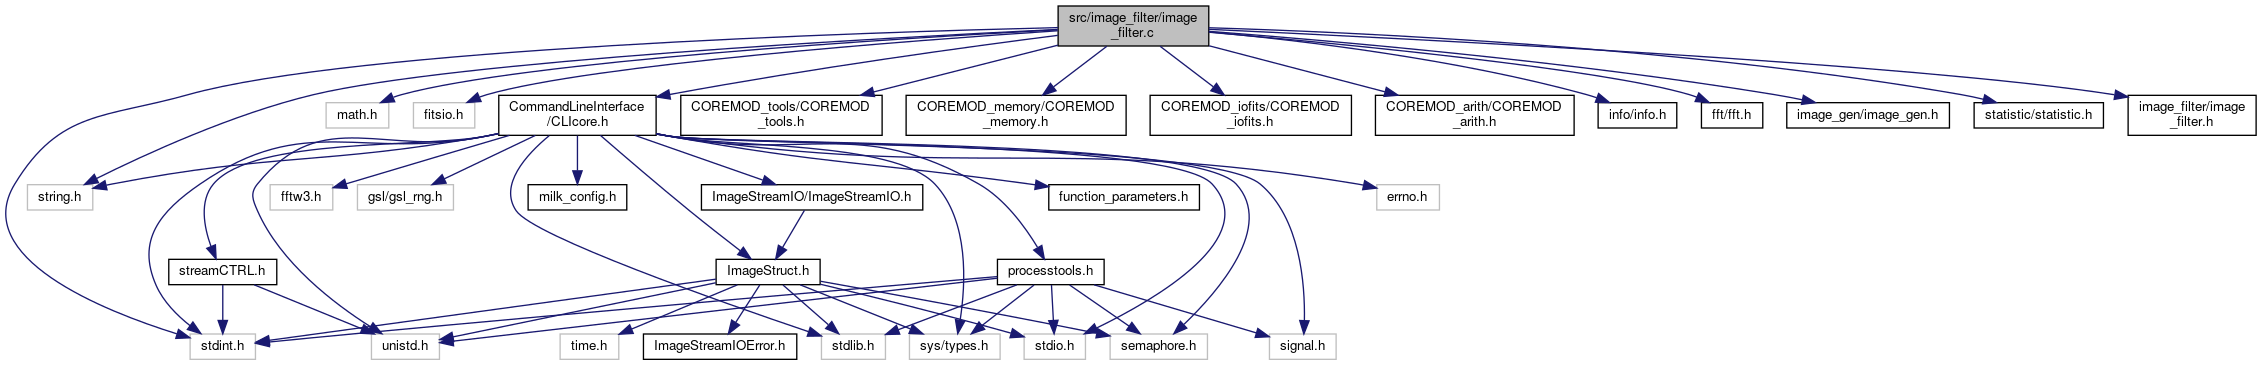 src/image_filter/image
_filter.c
math.h
fitsio.h
CommandLineInterface
/CLIcore.h
COREMOD_tools/COREMOD
_tools.h
COREMOD_memory/COREMOD
_memory.h
COREMOD_iofits/COREMOD
_iofits.h
COREMOD_arith/COREMOD
_arith.h
info/info.h
fft/fft.h
image_gen/image_gen.h
statistic/statistic.h
image_filter/image
_filter.h
string.h
fftw3.h
gsl/gsl_rng.h
milk_config.h
ImageStreamIO/ImageStreamIO.h
function_parameters.h
errno.h
streamCTRL.h
ImageStruct.h
processtools.h
stdint.h
unistd.h
time.h
ImageStreamIOError.h
stdlib.h
sys/types.h
stdio.h
semaphore.h
signal.h